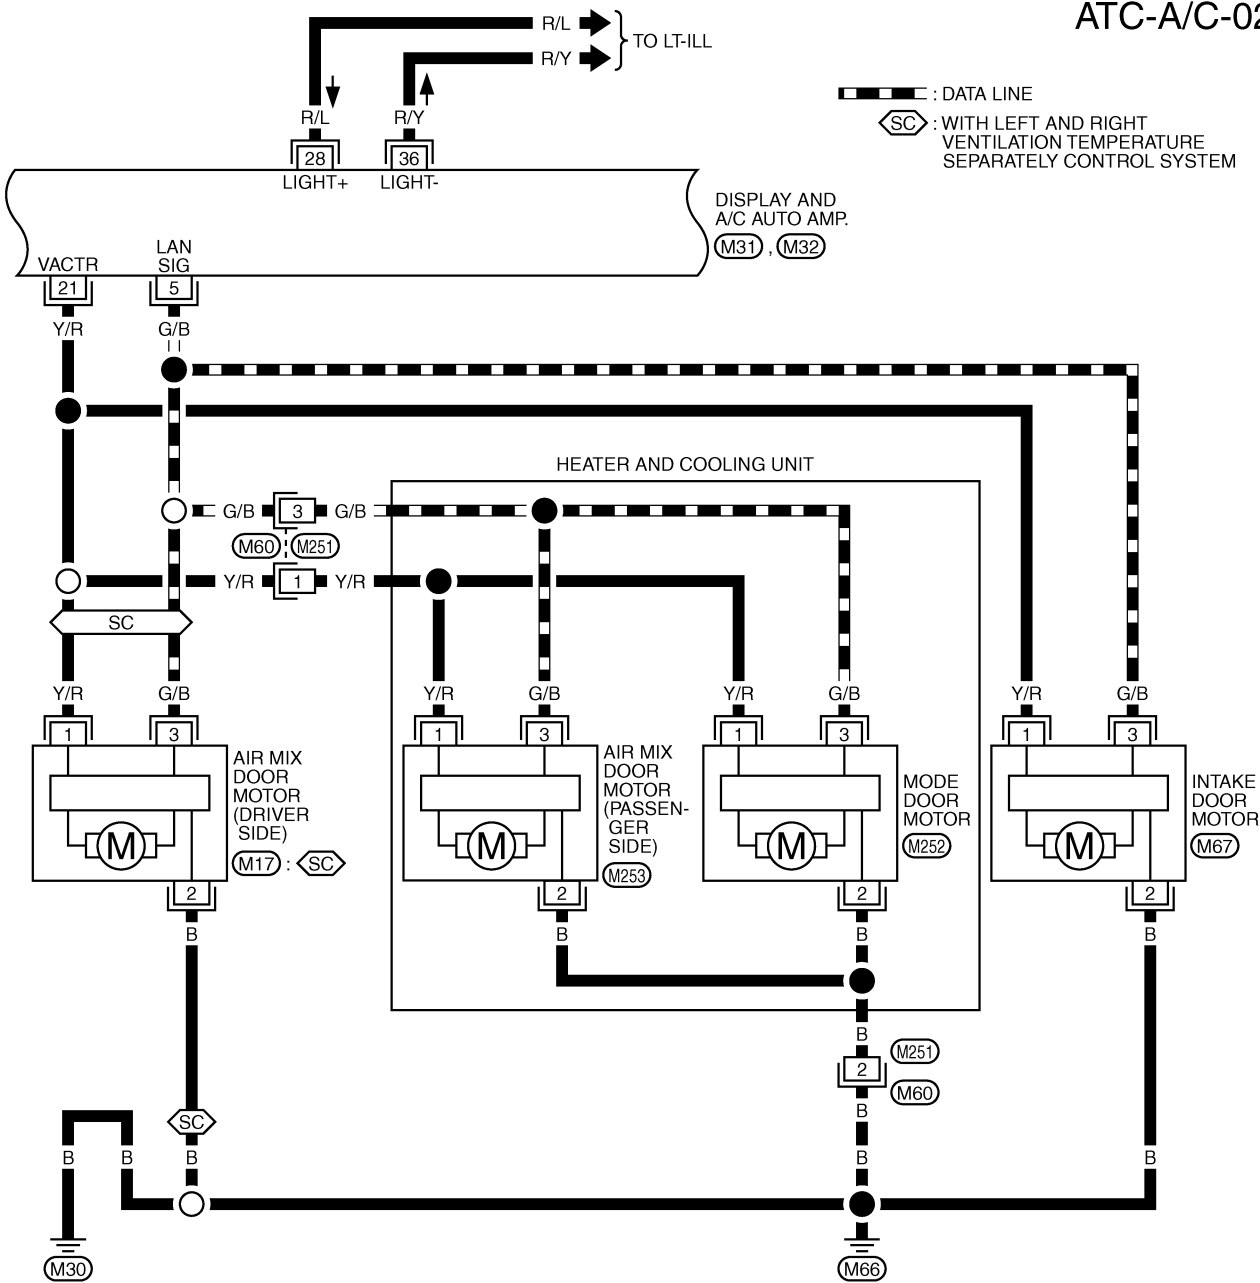 ATC-A/C-02
R/L
TO LT-ILL
R/Y
: DATA LINE
R/L
R/Y
SC : WITH LEFT AND RIGHT
VENTILATION TEMPERATURE
SEPARATELY CONTROL SYSTEM
28
36
LIGHT+
LIGHT-
DISPLAY AND
A/C AUTO AMP.
M31 , M32
VACTR
LAN
SIG
21
5
Y/R
G/B
HEATER AND COOLING UNIT
G/B
3
G/B
M60
M251
Y/R
1
Y/R
SC
Y/R
G/B
Y/R
G/B
Y/R
G/B
Y/R
G/B
1
3
1
3
1
3
1
3
AIR MIX
DOOR
MOTOR
(DRIVER
SIDE)
M17 : SC
AIR MIX
DOOR
MOTOR
(PASSEN-
GER
SIDE)
M253
MODE
DOOR
MOTOR
M252
INTAKE
DOOR
MOTOR
M67
M
M
M
M
2
2
2
2
B
B
B
B
B
M251
2
M60
B
SC
B
B
B
B
B
M30
M66